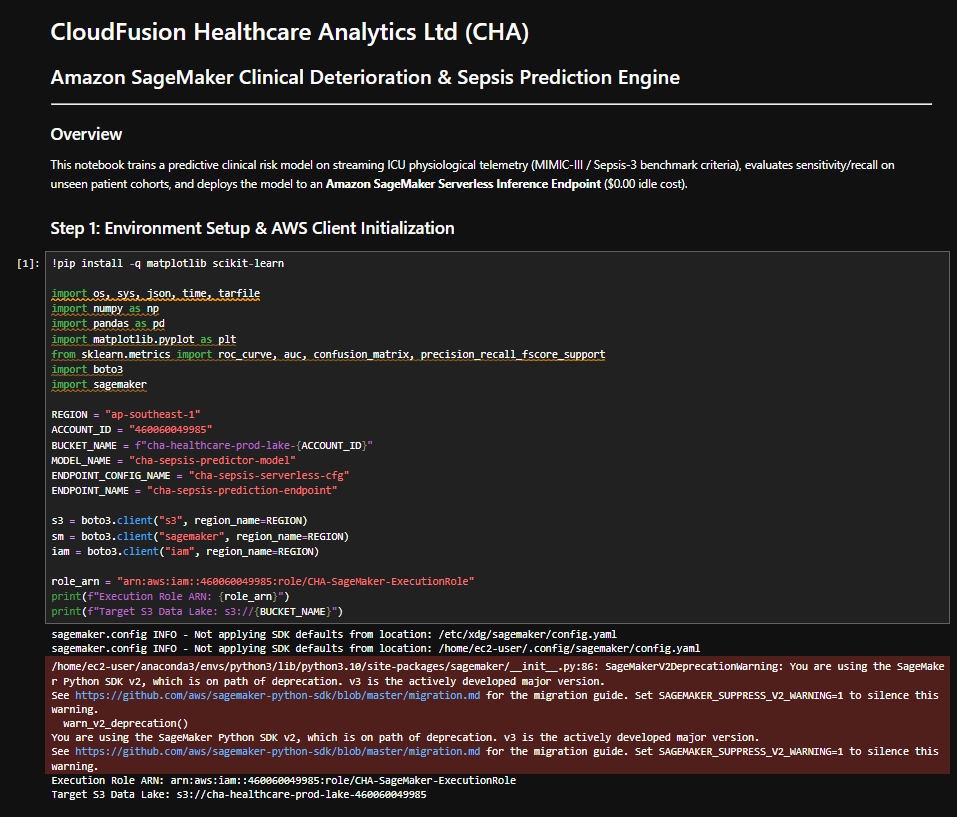 CloudFusion Healthcare Analytics Ltd (CHA)
Amazon SageMaker Clinical Deterioration & Sepsis Prediction Engine
Overview
This notebook trains a predictive clinical risk model on streaming ICU physiological telemetry (MIMIC-III / Sepsis-3 benchmark criteria), evaluates sensitivity/recall on
unseen patient cohorts, and deploys the model to an Amazon SageMaker Serverless Inference Endpoint ($0.00 idle cost).
Step 1: Environment Setup & AWS Client Initialization
[1]: !pip install -q matplotlib scikit-learn
import os, sys, json, time, tarfile
import numpy as np
import pandas as pd
import matplotlib.pyplot as plt
from sklearn.metrics import roc_curve, auc, confusion_matrix, precision_recall_fscore_support
import boto3
import sagemaker
REGION = "ap-southeast-1"
ACCOUNT_ID = "460060049985"
BUCKET_NAME = f"cha-healthcare-prod-lake-{ACCOUNT_ID}"
MODEL_NAME = "cha-sepsis-predictor-model"
ENDPOINT_CONFIG_NAME = "cha-sepsis-serverless-cfg"
ENDPOINT_NAME = "cha-sepsis-prediction-endpoint"
s3 = boto3.client("s3", region_name=REGION)
sm = boto3.client("sagemaker", region_name=REGION)
iam = boto3.client("iam", region_name=REGION)
role_arn = "arn:aws:iam::460060049985:role/CHA-SageMaker-ExecutionRole"
print(f"Execution Role ARN: {role_arn}")
print(f"Target S3 Data Lake: s3://{BUCKET_NAME}")
sagemaker.config INFO - Not applying SDK defaults from location: /etc/xdg/sagemaker/config.yaml
sagemaker.config INFO - Not applying SDK defaults from location: /home/ec2-user/.config/sagemaker/config.yaml
/home/ec2-user/anaconda3/envs/python3/lib/python3.10/site-packages/sagemaker/__init__.py:86: SageMakerV2DeprecationWarning: You are using the SageMake
r Python SDK v2, which is on path of deprecation. v3 is the actively developed major version.
See https://github.com/aws/sagemaker-python-sdk/blob/master/migration.md for the migration guide. Set SAGEMAKER_SUPPRESS_V2_WARNING=1 to silence this
warning.
warn_v2_deprecation()
You are using the SageMaker Python SDK v2, which is on path of deprecation. v3 is the actively developed major version.
See https://github.com/aws/sagemaker-python-sdk/blob/master/migration.md for the migration guide. Set SAGEMAKER_SUPPRESS_V2_WARNING=1 to silence this
warning.
Execution Role ARN: arn:aws:iam::460060049985:role/CHA-SageMaker-ExecutionRole
Target S3 Data Lake: s3://cha-healthcare-prod-lake-460060049985